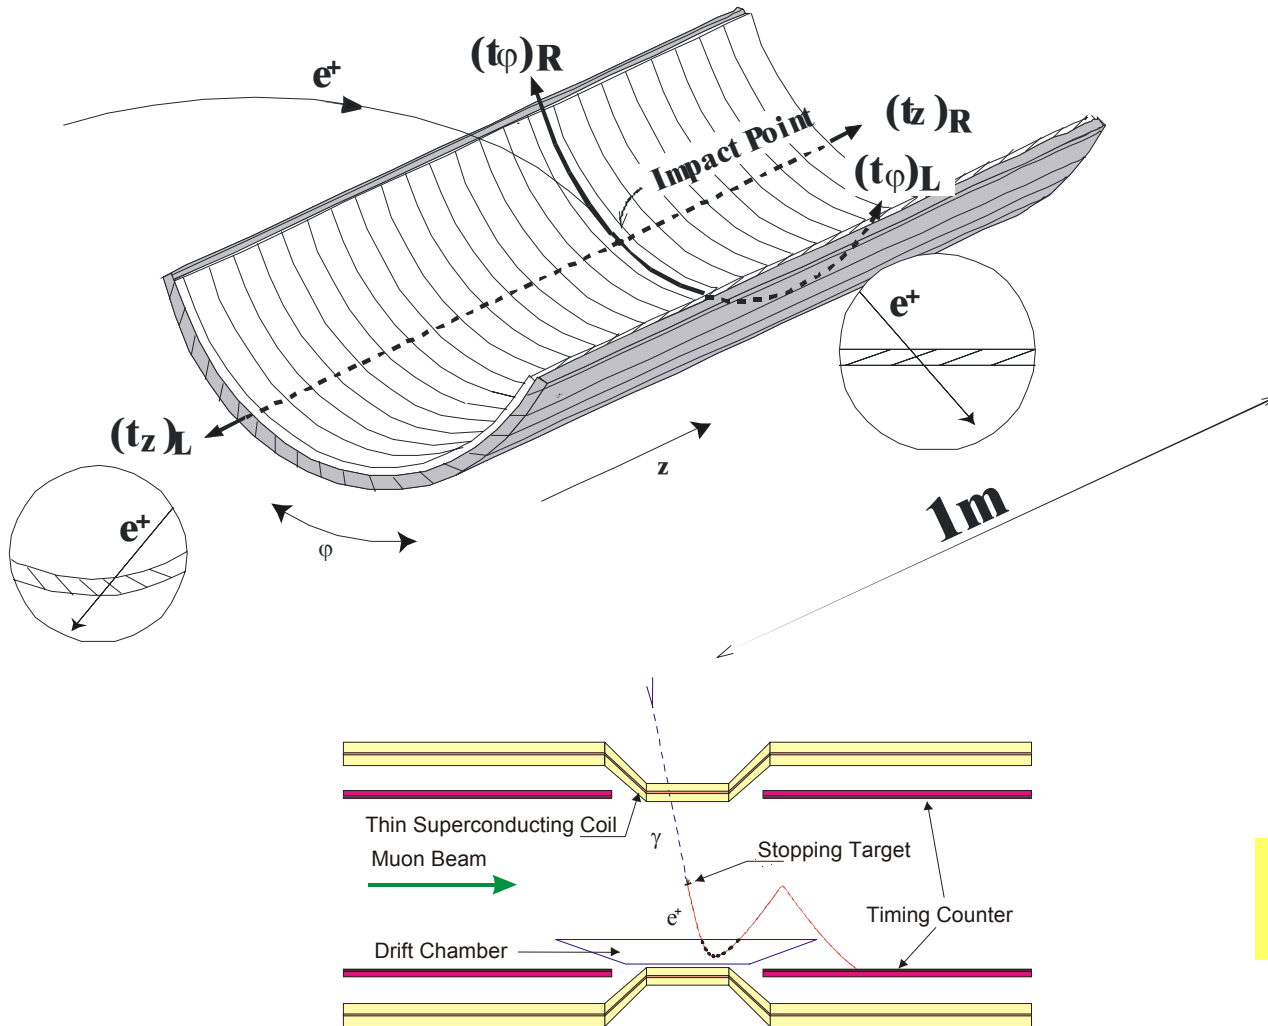 (tφ)R
e+
(tz)R
Impact Point
(tφ)L
e+
(tz)L
z
1m
e+
φ
Thin Superconducting Coil
γ
Muon Beam
Stopping Target
e+
Timing Counter
Drift Chamber